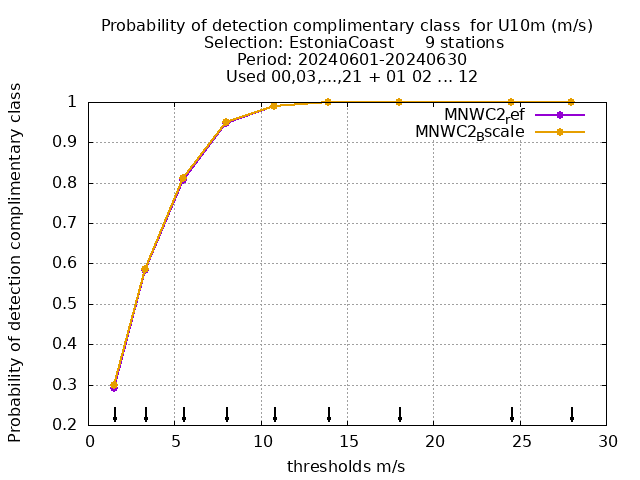 Probability of detection complimentary class  for U10m (m/s)
Selection: EstoniaCoast      9 stations
Period: 20240601-20240630
Used 00,03,...,21 + 01 02 ... 12
Probability of detection complimentary class
1
0.9
0.8
0.7
0.6
0.5
0.4
0.3
0.2
MNWC2ref
MNWC2Bscale
0 5 10 15 20 25 30
thresholds m/s